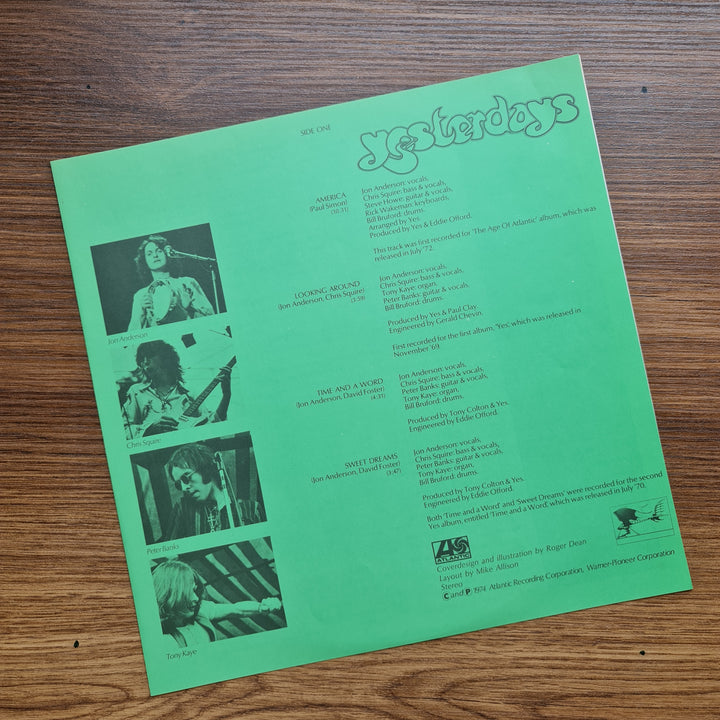 SIDE ONE
yesterdays
AMERICA
(Paul Simon)
(10:31)
Jon Anderson: vocals,
Chris Squire: bass & vocals,
Steve Howe: guitar & vocals,
Rick Wakeman: keyboards,
Bill Bruford: drums.
Arranged by Yes.
Produced by Yes & Eddie Offord.
This track was first recorded for 'The Age Of Atlantic' album, which was
released in July '72.
LOOKING AROUND
(Jon Anderson, Chris Squire)
(3:59)
Jon Anderson: vocals,
Chris Squire: bass & vocals,
Tony Kaye: organ,
Peter Banks: guitar & vocals,
Bill Bruford: drums.
Produced by Yes & Paul Clay.
Engineered by Gerald Chevin.
First recorded for the first album, 'Yes', which was released in
November '69.
TIME AND A WORD
(Jon Anderson, David Foster)
(4:31)
Jon Anderson: vocals,
Chris Squire: bass & vocals,
Peter Banks: guitar & vocals,
Tony Kaye: organ,
Bill Bruford: drums.
Produced by Tony Colton & Yes.
Engineered by Eddie Offord.
SWEET DREAMS
(Jon Anderson, David Foster)
(3:47)
Jon Anderson: vocals,
Chris Squire: bass & vocals,
Peter Banks: guitar & vocals,
Tony Kaye: organ,
Bill Bruford: drums.
Produced by Tony Colton & Yes.
Engineered by Eddie Offord.
Both 'Time and a Word' and 'Sweet Dreams' were recorded for the second
Yes album, entitled 'Time and a Word', which was released in July '70.
Jon Anderson
Chris Squire
Peter Banks
Tony Kaye
ATLANTIC
Coverdesign and illustration by Roger Dean
Layout by Mike Allison
Stereo
C and P / 1974 Atlantic Recording Corporation, Warner-Pioneer Corporation